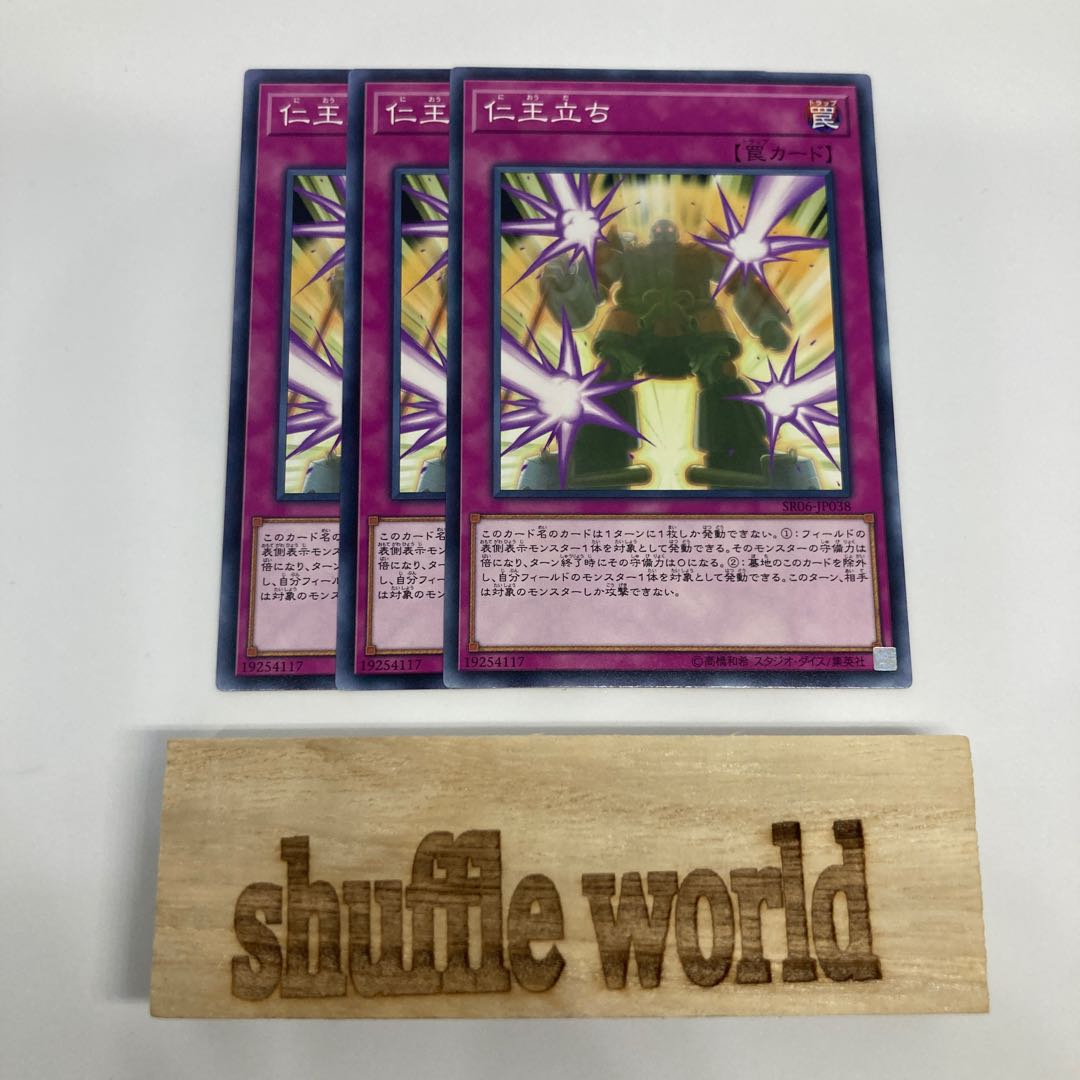 仁王
仁王
仁王立ち
罠
【罠カード】
SR06-JP038
このカード名の
表側表示モンス
倍になり、ターン
し、自分フィール
は対象のモンス
19254117
このカード名の
表側表示モンス
倍になり、ターン
し、自分フィール
は対象のモンス
19254117
このカード名のカードは1ターンに1枚しか発動できない。①：フィールドの
表側表示モンスター1体を対象として発動できる。そのモンスターの守備力は
倍になり、ターン終了時にその守備力は0になる。②：墓地のこのカードを除外
し、自分フィールドのモンスター1体を対象として発動できる。このターン、相手
は対象のモンスターしか攻撃できない。
19254117
©高橋和希 スタジオ・ダイス/集英社
shuffle world